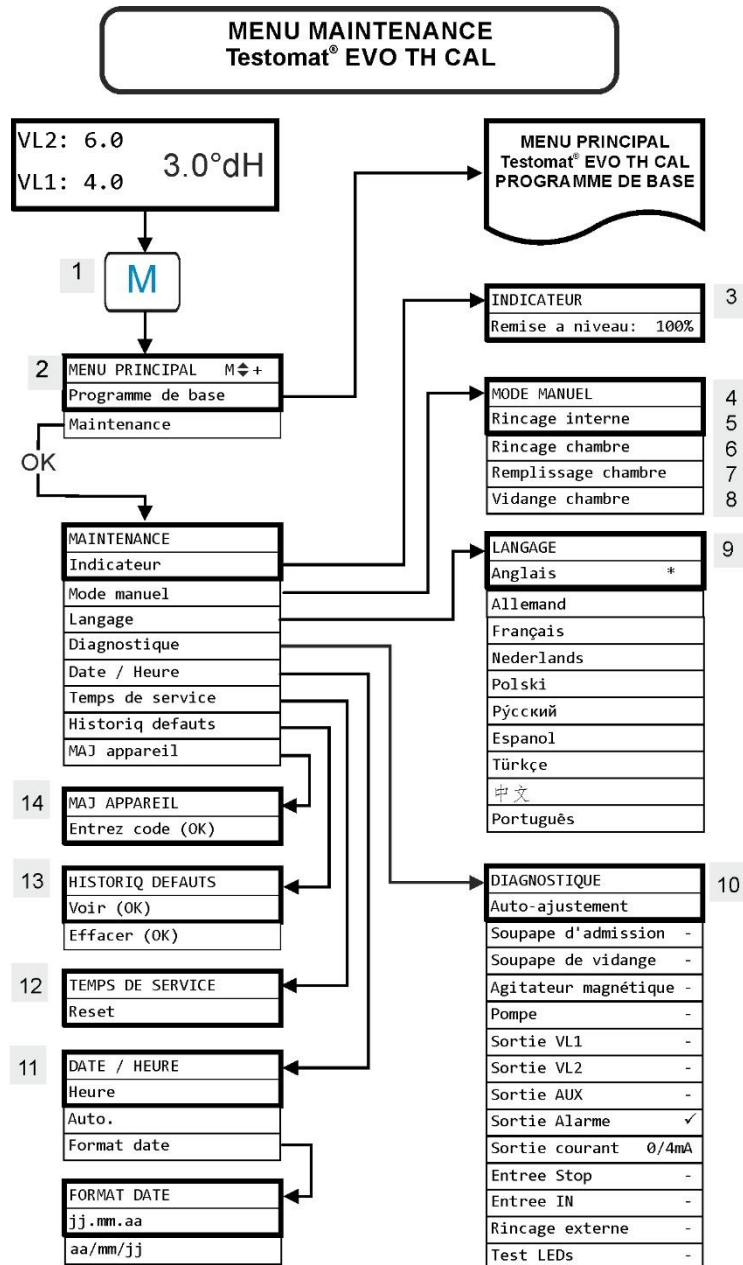 MENU MAINTENANCE
Testomat® EVO TH CAL
VL2: 6.0
VL1: 4.0
3.0°dH
MENU PRINCIPAL
Testomat® EVO TH CAL
PROGRAMME DE BASE
1
M
2
MENU PRINCIPAL M⬍+
Programme de base
Maintenance
OK
MAINTENANCE
Indicateur
Mode manuel
Langage
Diagnostique
Date / Heure
Temps de service
Historiq defauts
MAJ appareil
14
MAJ APPAREIL
Entrez code (OK)
13
HISTORIQ DEFAUTS
Voir (OK)
Effacer (OK)
12
TEMPS DE SERVICE
Reset
11
DATE / HEURE
Heure
Auto.
Format date
FORMAT DATE
jj.mm.aa
aa/mm/jj
INDICATEUR 3
Remise a niveau: 100%
MODE MANUEL 4
Rincage interne 5
Rincage chambre 6
Remplissage chambre 7
Vidange chambre 8
LANGAGE 9
Anglais *
Allemand
Français
Nederlands
Polski
Рýсский
Espanol
Türkçe
中文
Português
DIAGNOSTIQUE 10
Auto-ajustement
Soupape d'admission -
Soupape de vidange -
Agitateur magnétique -
Pompe -
Sortie VL1 -
Sortie VL2 -
Sortie AUX -
Sortie Alarme ✓
Sortie courant 0/4mA
Entree Stop -
Entree IN -
Rincage externe -
Test LEDs -